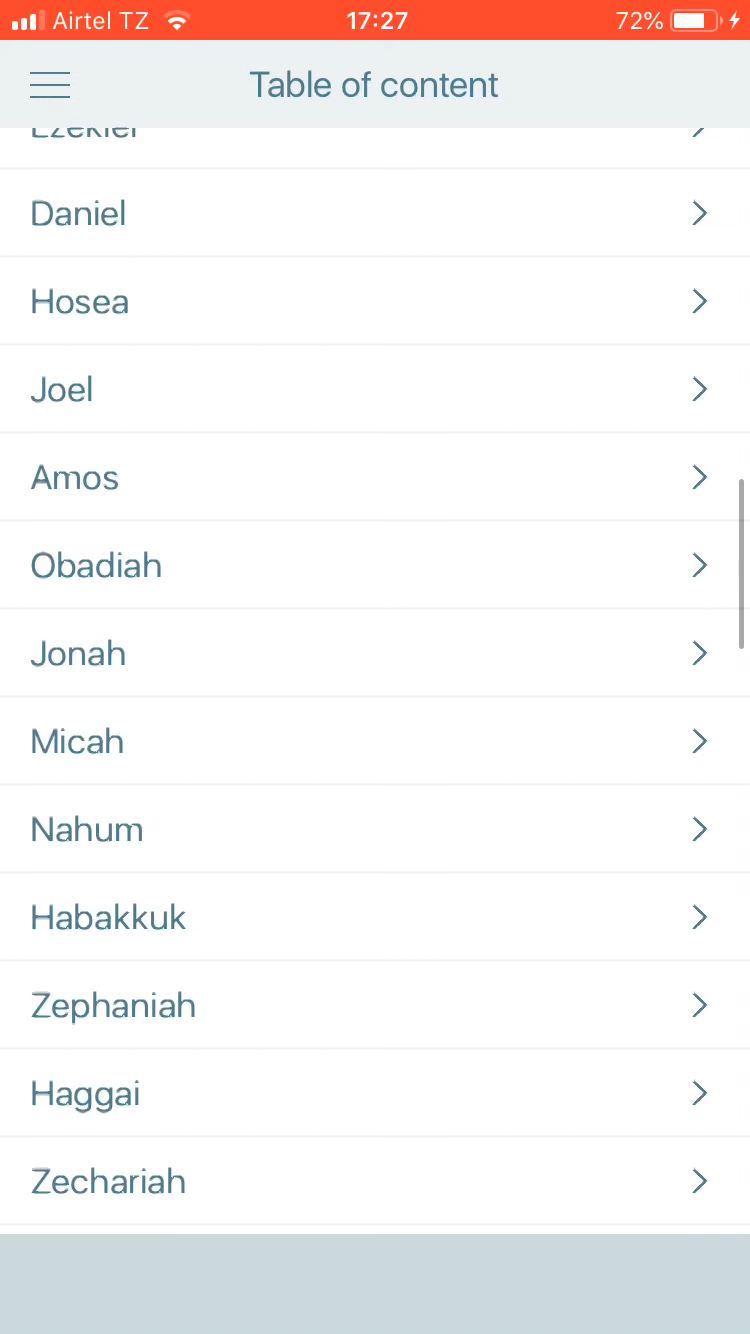 Airtel TZ 17:27 72%
Table of content
Ezekiel
Daniel
Hosea
Joel
Amos
Obadiah
Jonah
Micah
Nahum
Habakkuk
Zephaniah
Haggai
Zechariah